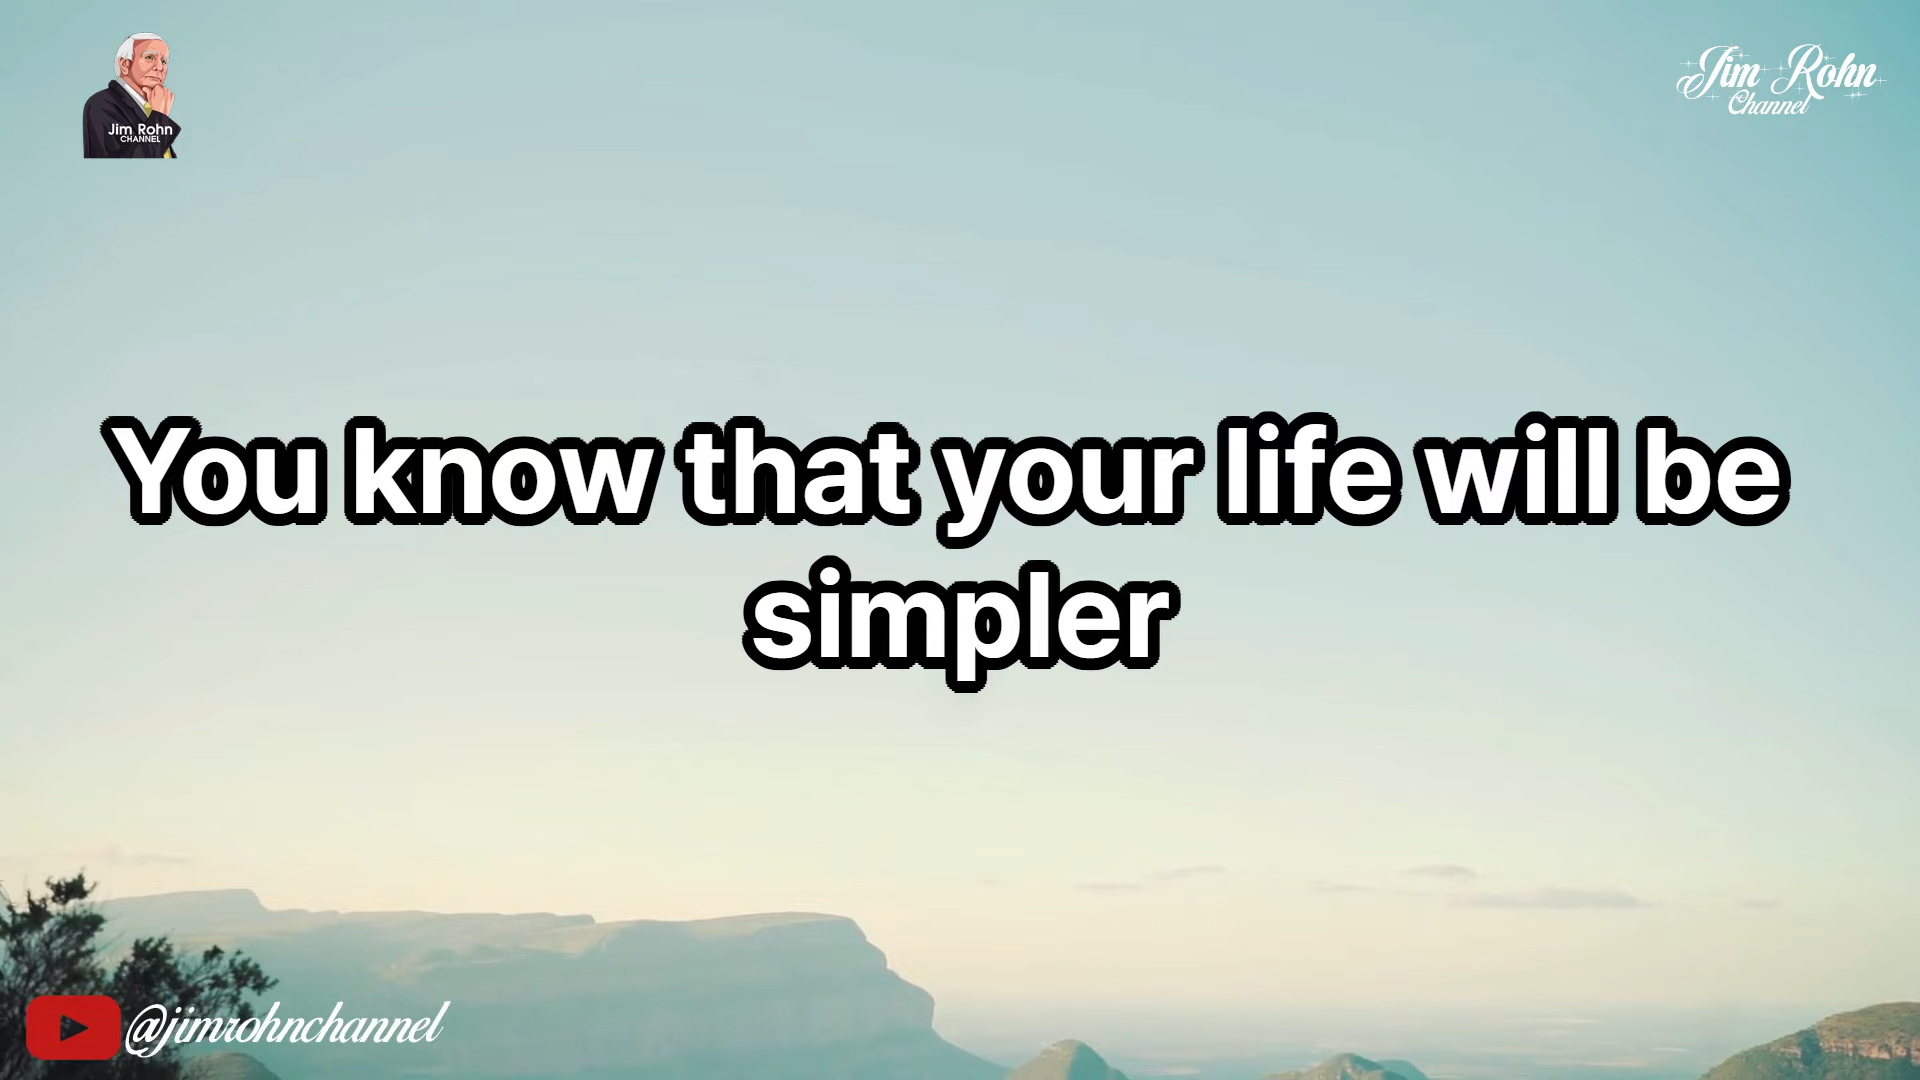 Jim Rohn
CHANNEL
Jim Rohn
Channel
You know that your life will be
simpler
@jimrohnchannel